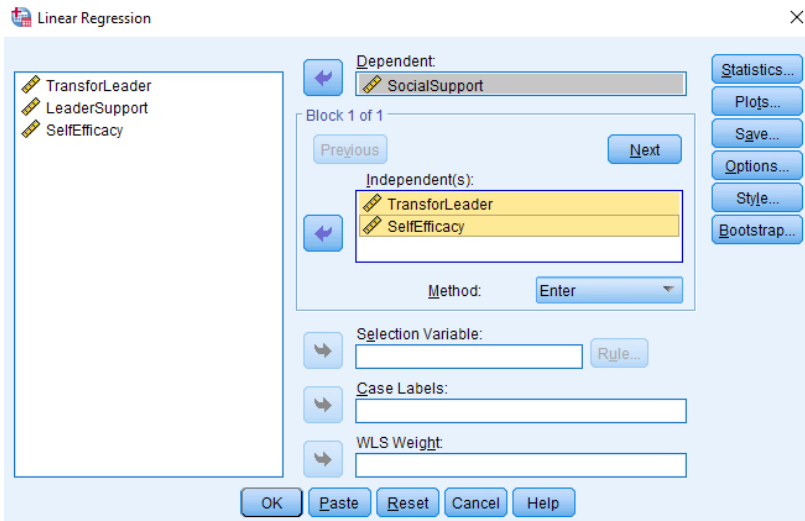 Linear Regression
TransforLeader
LeaderSupport
SelfEfficacy
Dependent:
SocialSupport
Block 1 of 1
Previous
Next
Independent(s):
TransforLeader
SelfEfficacy
Method:
Enter
Selection Variable:
Rule...
Case Labels:
WLS Weight:
Statistics...
Plots...
Save...
Options...
Style...
Bootstrap...
OK
Paste
Reset
Cancel
Help